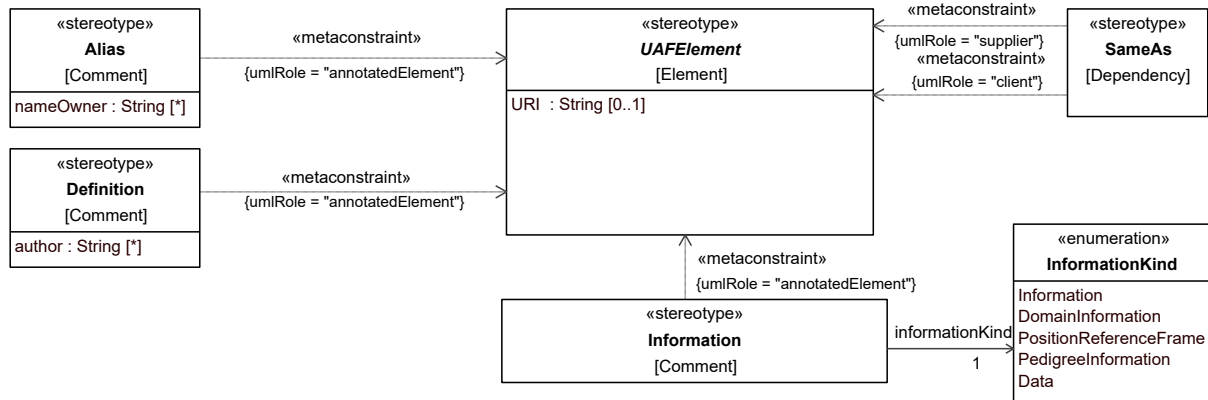 «stereotype»
Alias
[Comment]
nameOwner : String [*]
«metaconstraint»
{umlRole = "annotatedElement"}
«stereotype»
UAFElement
[Element]
URI : String [0..1]
«metaconstraint»
{umlRole = "supplier"}
«metaconstraint»
{umlRole = "client"}
«stereotype»
SameAs
[Dependency]
«stereotype»
Definition
[Comment]
author : String [*]
«metaconstraint»
{umlRole = "annotatedElement"}
«metaconstraint»
{umlRole = "annotatedElement"}
«stereotype»
Information
[Comment]
informationKind
1
«enumeration»
InformationKind
Information
DomainInformation
PositionReferenceFrame
PedigreeInformation
Data